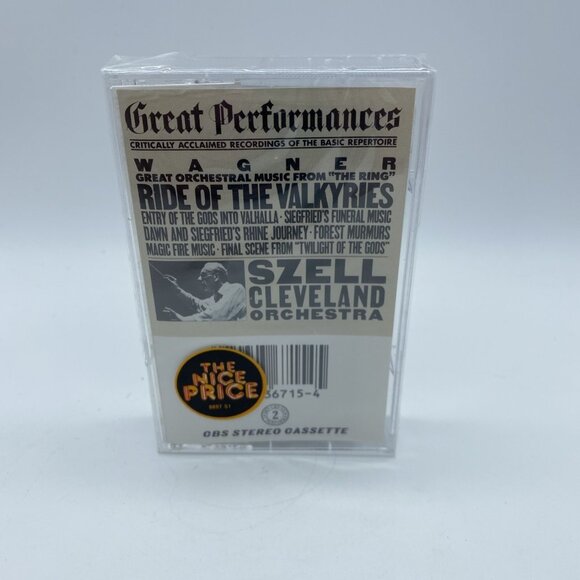 Great Performances
CRITICALLY ACCLAIMED RECORDINGS OF THE BASIC REPERTOIRE
WAGNER
GREAT ORCHESTRAL MUSIC FROM "THE RING"
RIDE OF THE VALKYRIES
ENTRY OF THE GODS INTO VALHALLA · SIEGFRIED'S FUNERAL MUSIC
DAWN AND SIEGFRIED'S RHINE JOURNEY · FOREST MURMURS
MAGIC FIRE MUSIC · FINAL SCENE FROM "TWILIGHT OF THE GODS"
SZELL
CLEVELAND
ORCHESTRA
THE
NICE
PRICE
36715-4
2
CBS STEREO CASSETTE